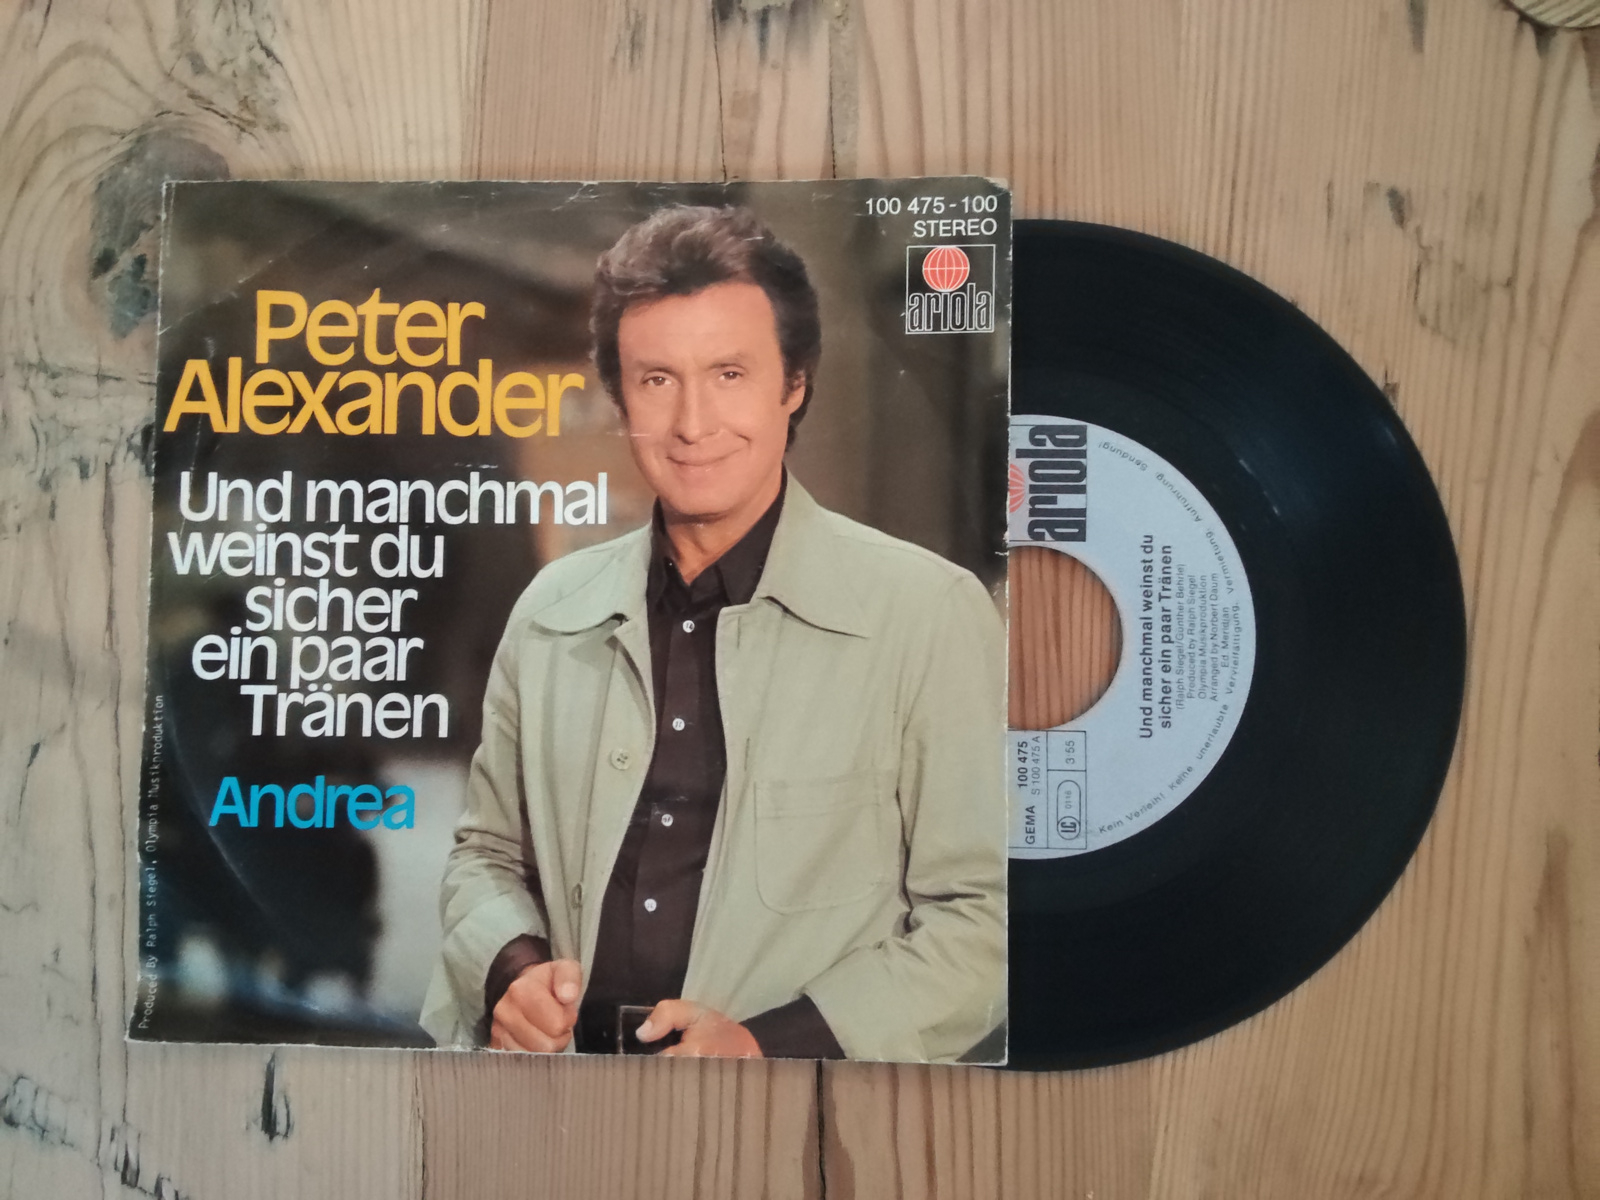 100 475 - 100
STEREO
ariola
Peter
Alexander
Und manchmal
weinst du
sicher
ein paar
Tränen
Andrea
Produced By Ralph Siegel, Olympia Musikproduktion
ariola
Und manchmal weinst du
sicher ein paar Tränen
(Ralph Siegel/Günther Behrle)
Produced by Ralph Siegel
Olympia Musikproduktion
Arranged by Norbert Daum
Ed. Meridian
GEMA 100 475
S 100 475 A
LC 0116
3:55
Kein Verleih! Keine unerlaubte Vervielfältigung, Vermietung, Aufführung, Sendung!